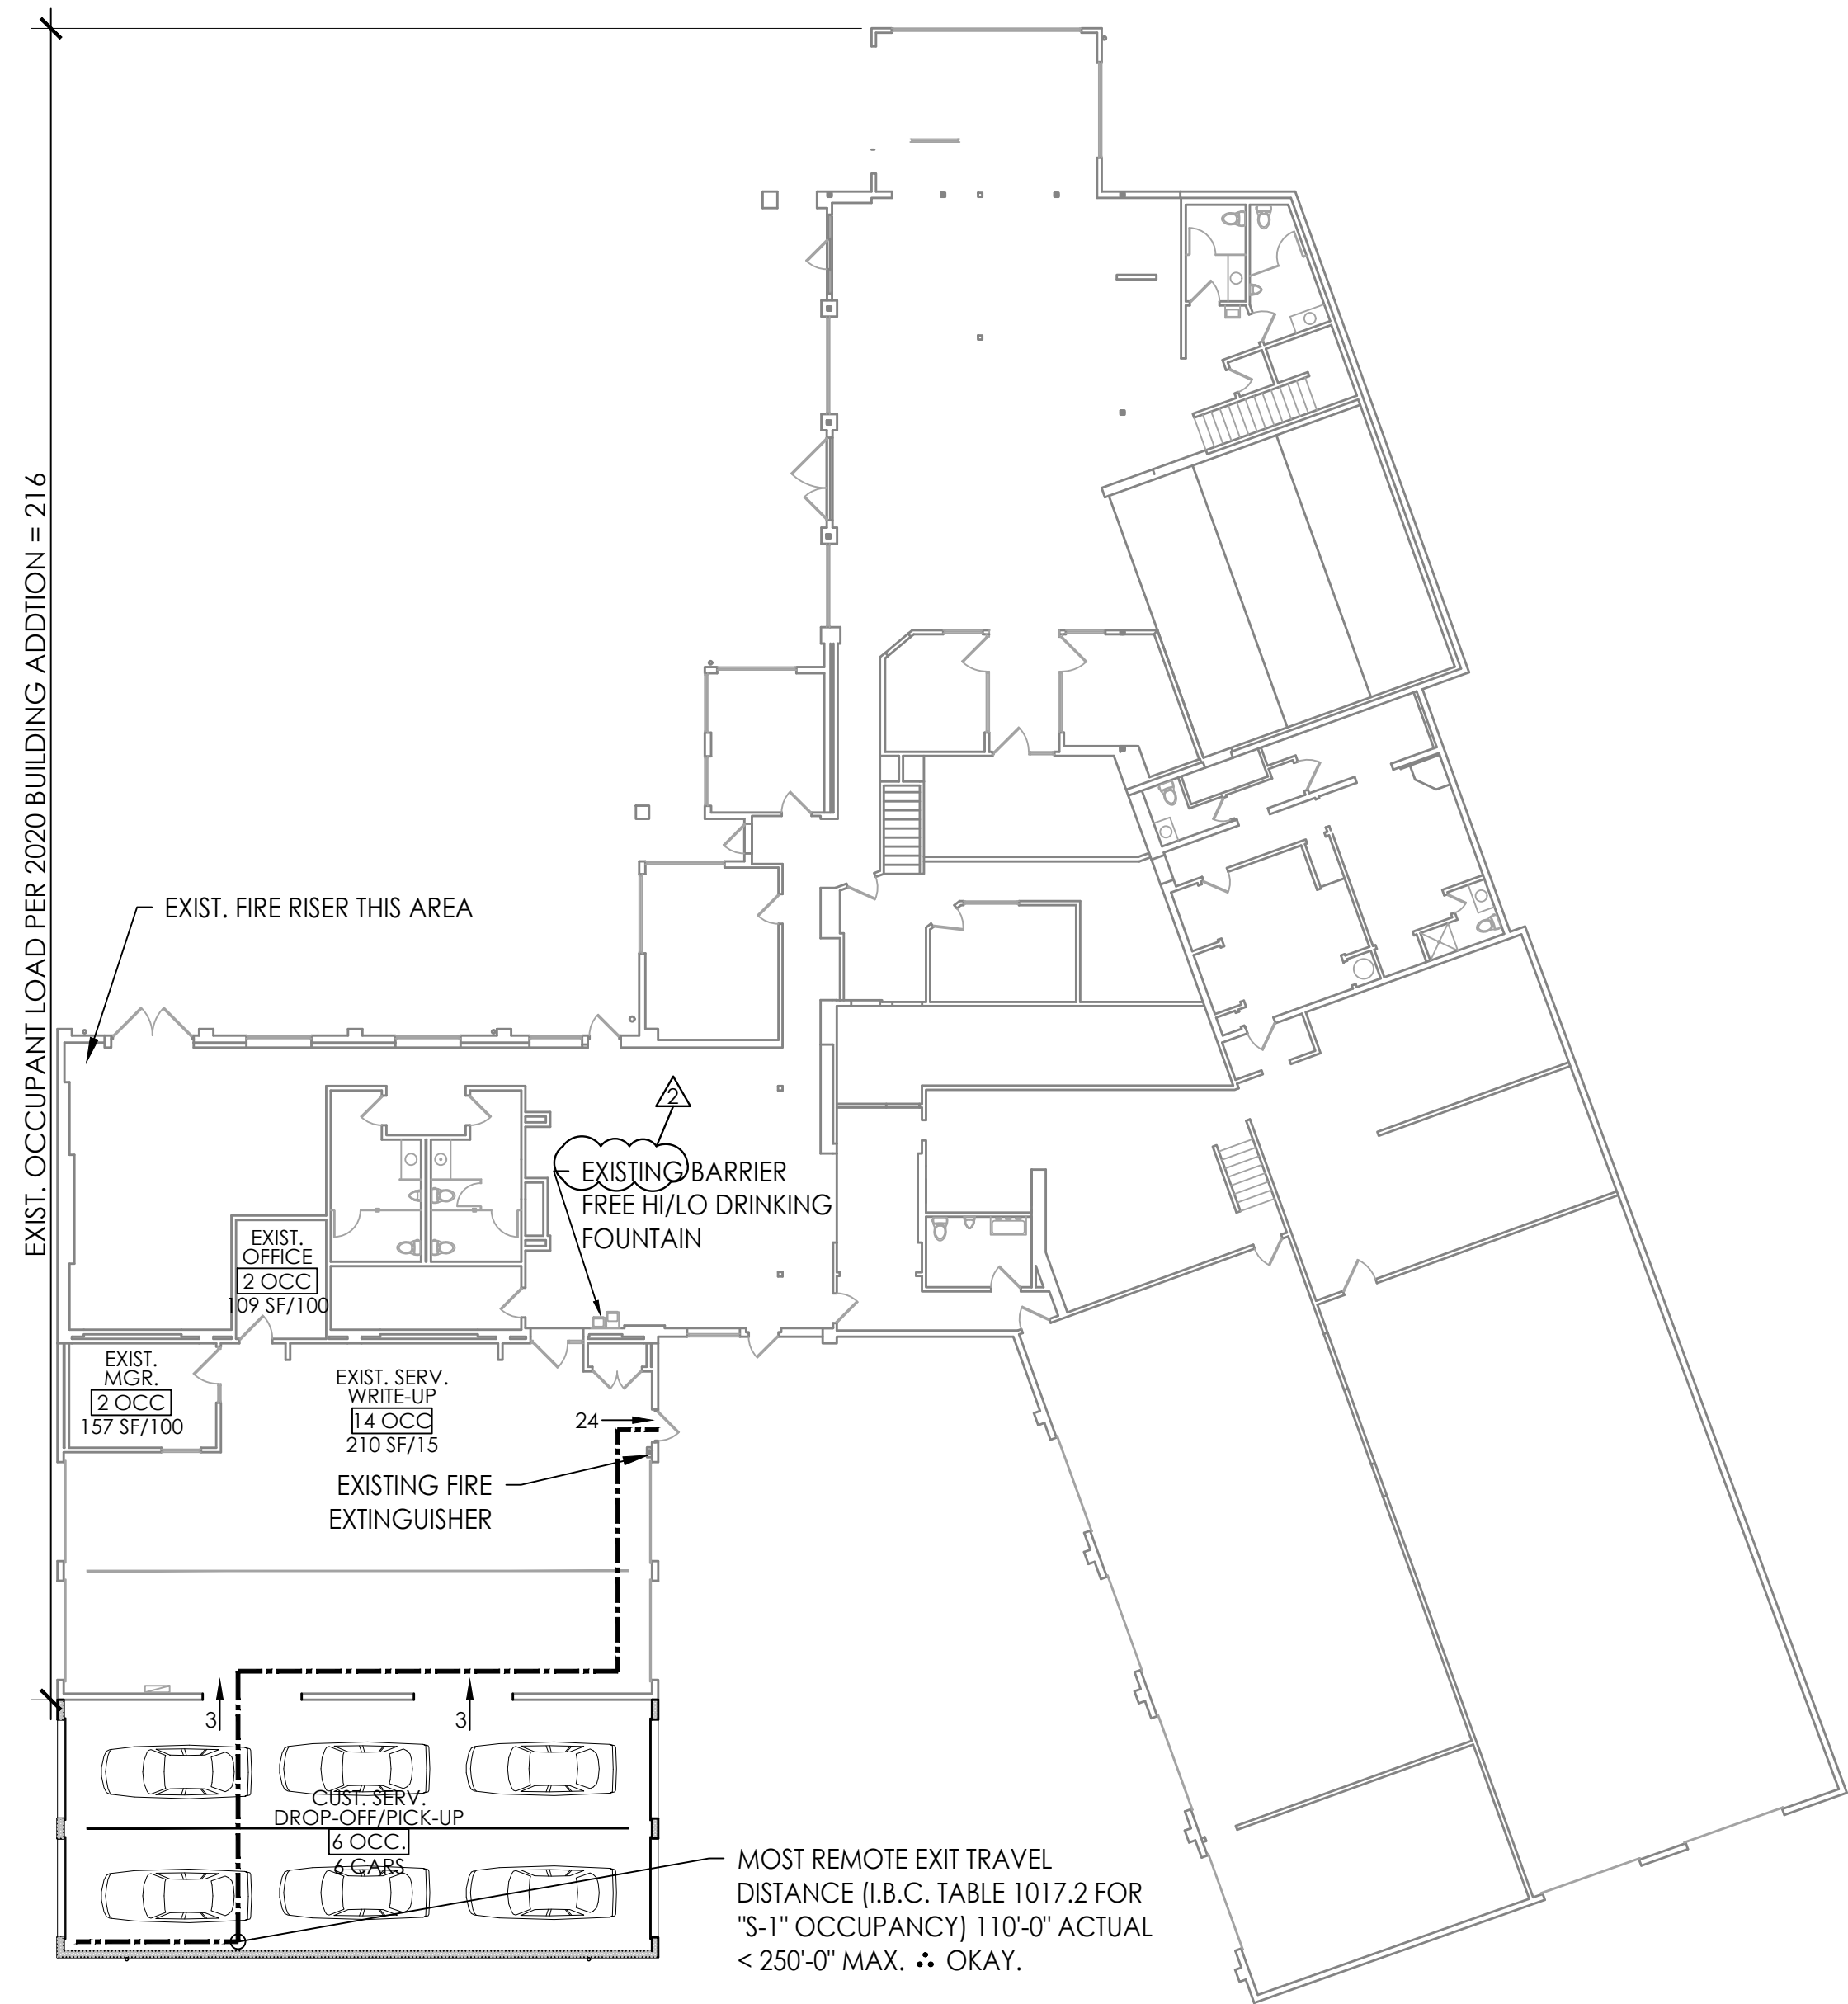 EXIST. OCCUPANT LOAD PER 2020 BUILDING ADDTION = 216
EXIST. FIRE RISER THIS AREA
2
EXISTING BARRIER
FREE HI/LO DRINKING
FOUNTAIN
EXIST.
OFFICE
2 OCC
109 SF/100
EXIST.
MGR.
2 OCC
157 SF/100
EXIST. SERV.
WRITE-UP
14 OCC
210 SF/15
24
EXISTING FIRE
EXTINGUISHER
3
3
CUST. SERV.
DROP-OFF/PICK-UP
6 OCC.
6 CARS
MOST REMOTE EXIT TRAVEL
DISTANCE (I.B.C. TABLE 1017.2 FOR
"S-1" OCCUPANCY) 110'-0" ACTUAL
< 250'-0" MAX. ∴ OKAY.